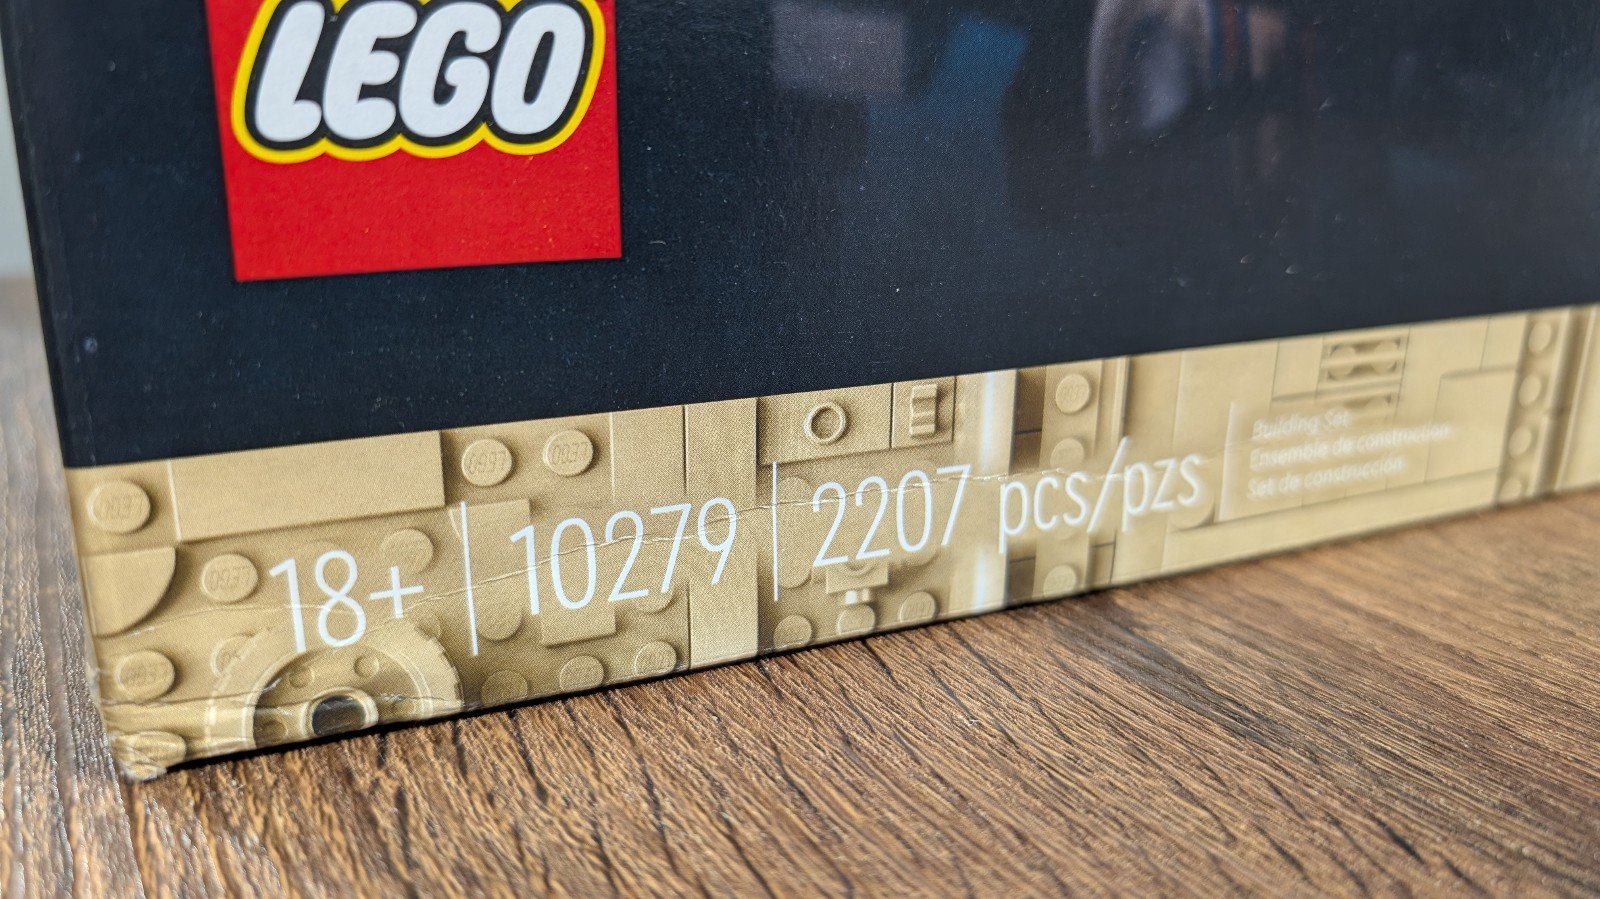 LEGO
18+ | 10279 | 2207 pcs/pzs
Building Set
Ensemble de construction
Set de construcción